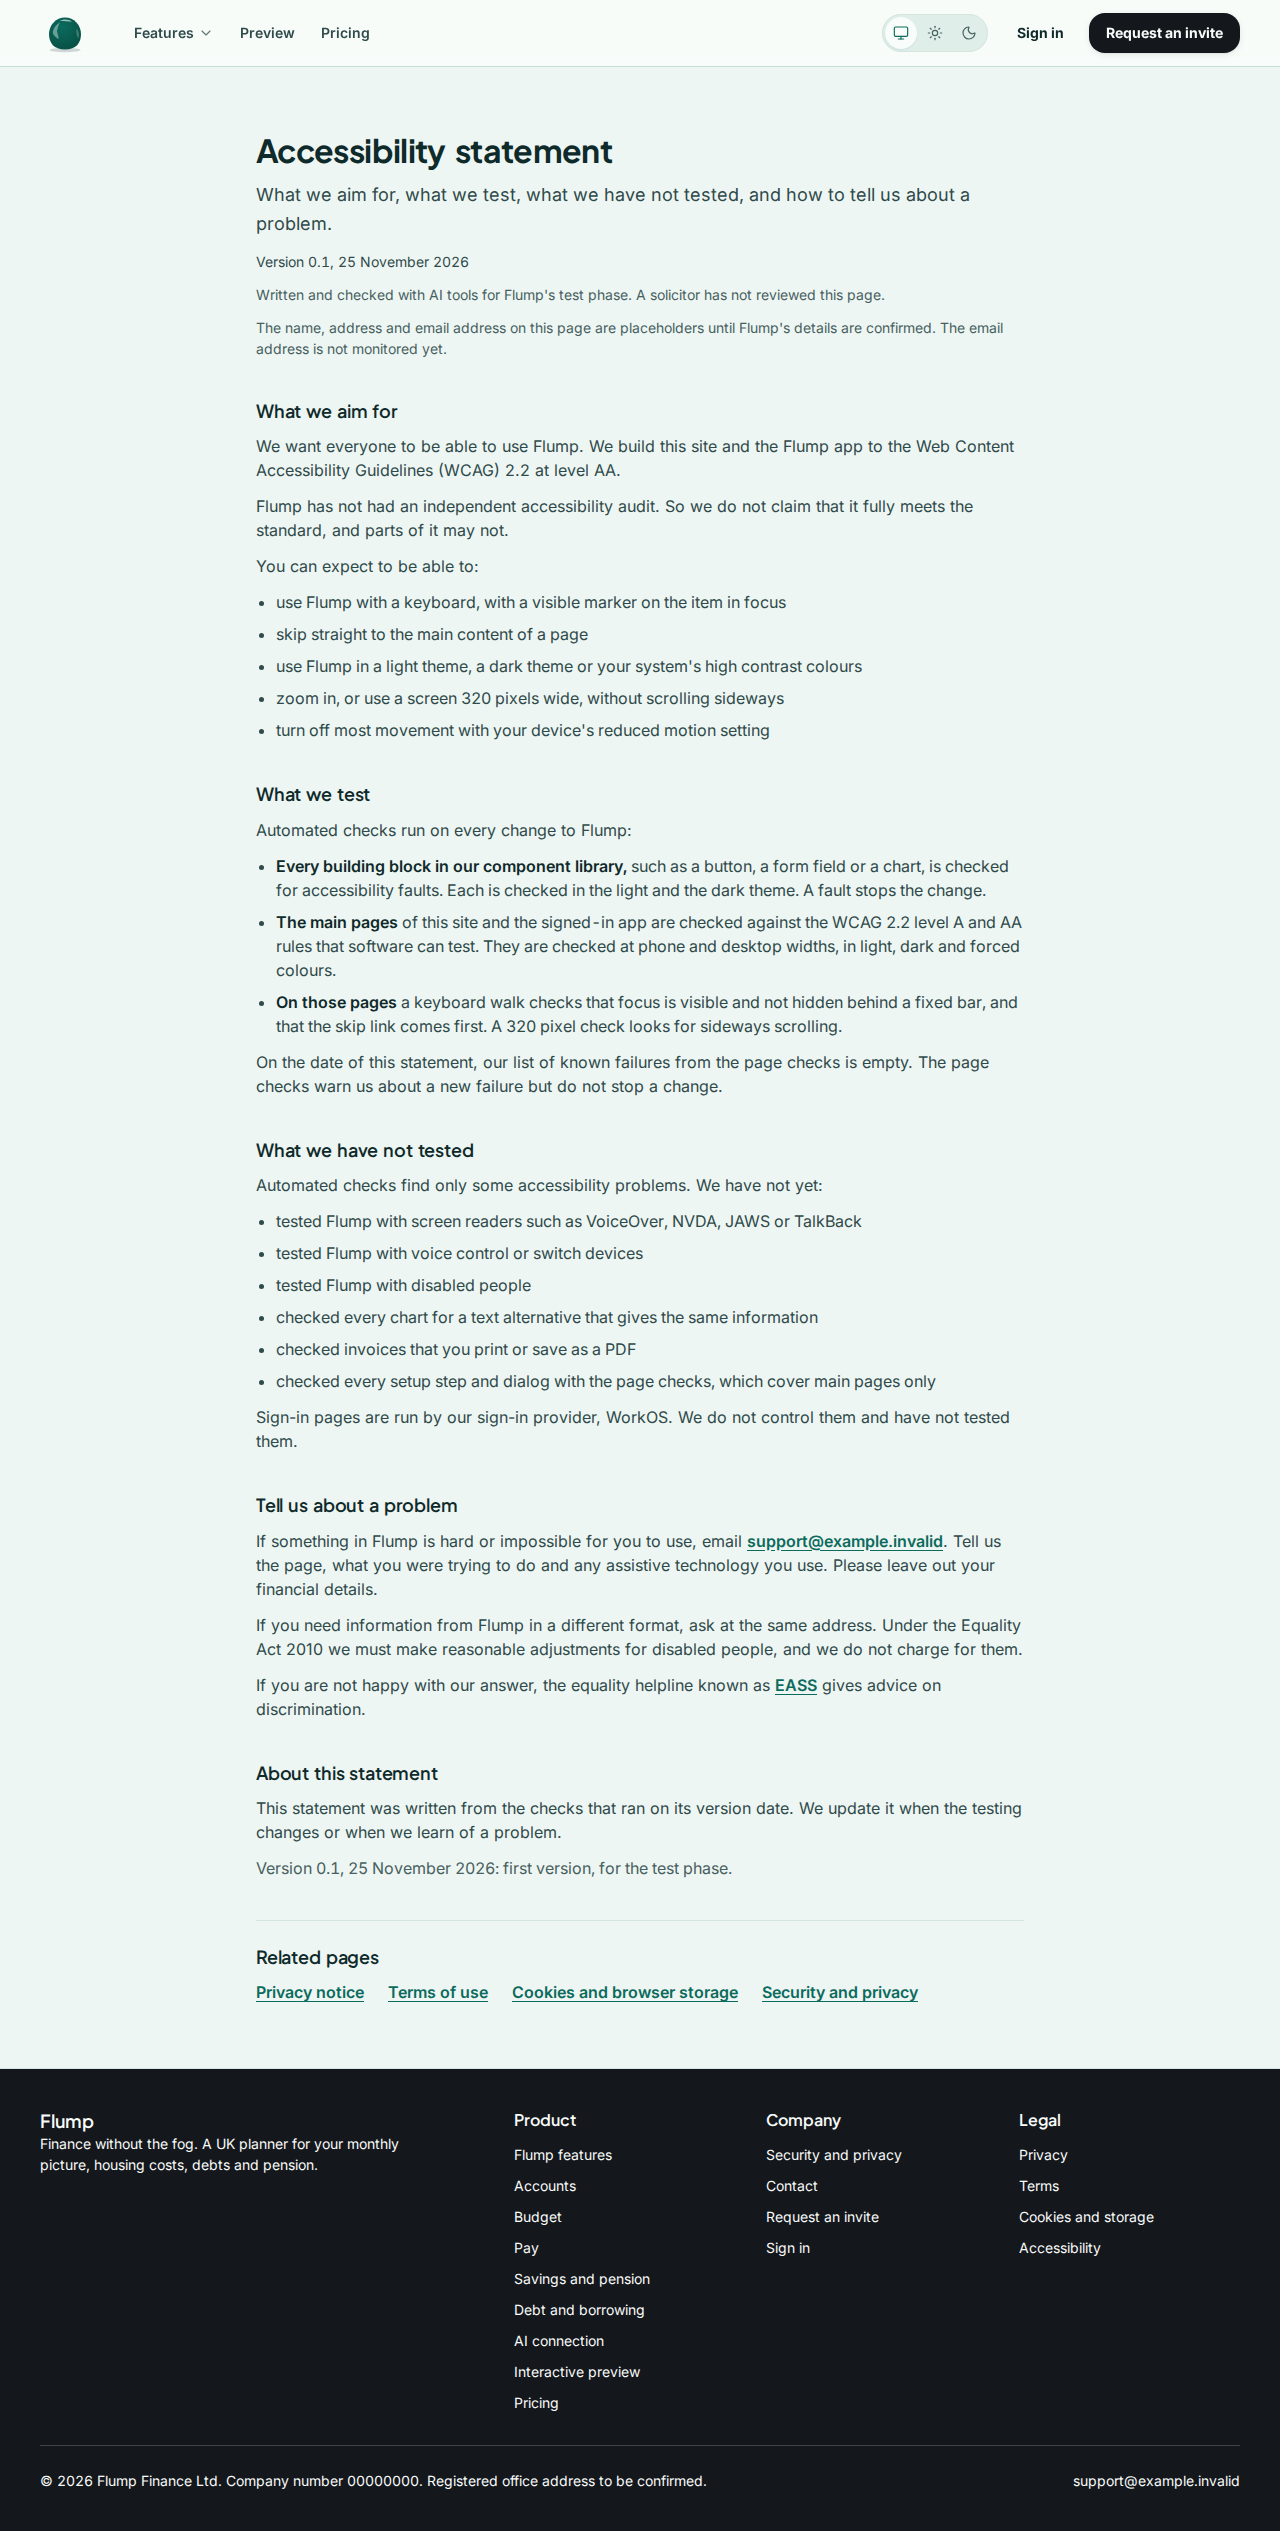 Features
Preview
Pricing
Sign in
Request an invite
Accessibility statement
What we aim for, what we test, what we have not tested, and how to tell us about a
problem.
Version 0.1, 25 November 2026
Written and checked with AI tools for Flump's test phase. A solicitor has not reviewed this page.
The name, address and email address on this page are placeholders until Flump's details are confirmed. The email
address is not monitored yet.
What we aim for
We want everyone to be able to use Flump. We build this site and the Flump app to the Web Content
Accessibility Guidelines (WCAG) 2.2 at level AA.
Flump has not had an independent accessibility audit. So we do not claim that it fully meets the
standard, and parts of it may not.
You can expect to be able to:
• use Flump with a keyboard, with a visible marker on the item in focus
• skip straight to the main content of a page
• use Flump in a light theme, a dark theme or your system's high contrast colours
• zoom in, or use a screen 320 pixels wide, without scrolling sideways
• turn off most movement with your device's reduced motion setting
What we test
Automated checks run on every change to Flump:
• Every building block in our component library, such as a button, a form field or a chart, is checked
for accessibility faults. Each is checked in the light and the dark theme. A fault stops the change.
• The main pages of this site and the signed-in app are checked against the WCAG 2.2 level A and AA
rules that software can test. They are checked at phone and desktop widths, in light, dark and forced
colours.
• On those pages a keyboard walk checks that focus is visible and not hidden behind a fixed bar, and
that the skip link comes first. A 320 pixel check looks for sideways scrolling.
On the date of this statement, our list of known failures from the page checks is empty. The page
checks warn us about a new failure but do not stop a change.
What we have not tested
Automated checks find only some accessibility problems. We have not yet:
• tested Flump with screen readers such as VoiceOver, NVDA, JAWS or TalkBack
• tested Flump with voice control or switch devices
• tested Flump with disabled people
• checked every chart for a text alternative that gives the same information
• checked invoices that you print or save as a PDF
• checked every setup step and dialog with the page checks, which cover main pages only
Sign-in pages are run by our sign-in provider, WorkOS. We do not control them and have not tested
them.
Tell us about a problem
If something in Flump is hard or impossible for you to use, email support@example.invalid. Tell us
the page, what you were trying to do and any assistive technology you use. Please leave out your
financial details.
If you need information from Flump in a different format, ask at the same address. Under the Equality
Act 2010 we must make reasonable adjustments for disabled people, and we do not charge for them.
If you are not happy with our answer, the equality helpline known as EASS gives advice on
discrimination.
About this statement
This statement was written from the checks that ran on its version date. We update it when the testing
changes or when we learn of a problem.
Version 0.1, 25 November 2026: first version, for the test phase.
Related pages
Privacy notice
Terms of use
Cookies and browser storage
Security and privacy
Flump
Finance without the fog. A UK planner for your monthly
picture, housing costs, debts and pension.
Product
Flump features
Accounts
Budget
Pay
Savings and pension
Debt and borrowing
AI connection
Interactive preview
Pricing
Company
Security and privacy
Contact
Request an invite
Sign in
Legal
Privacy
Terms
Cookies and storage
Accessibility
© 2026 Flump Finance Ltd. Company number 00000000. Registered office address to be confirmed.
support@example.invalid